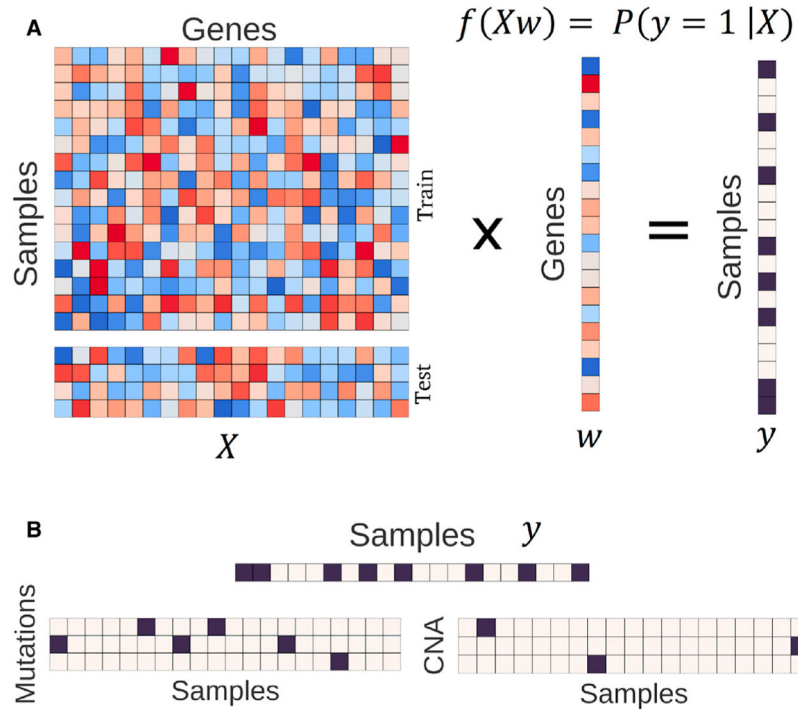 A
Genes
f(Xw) = P(y = 1 |X)
Samples
Train
Test
X
x
Genes
w
=
Samples
y
B
Samples y
Mutations
Samples
CNA
Samples